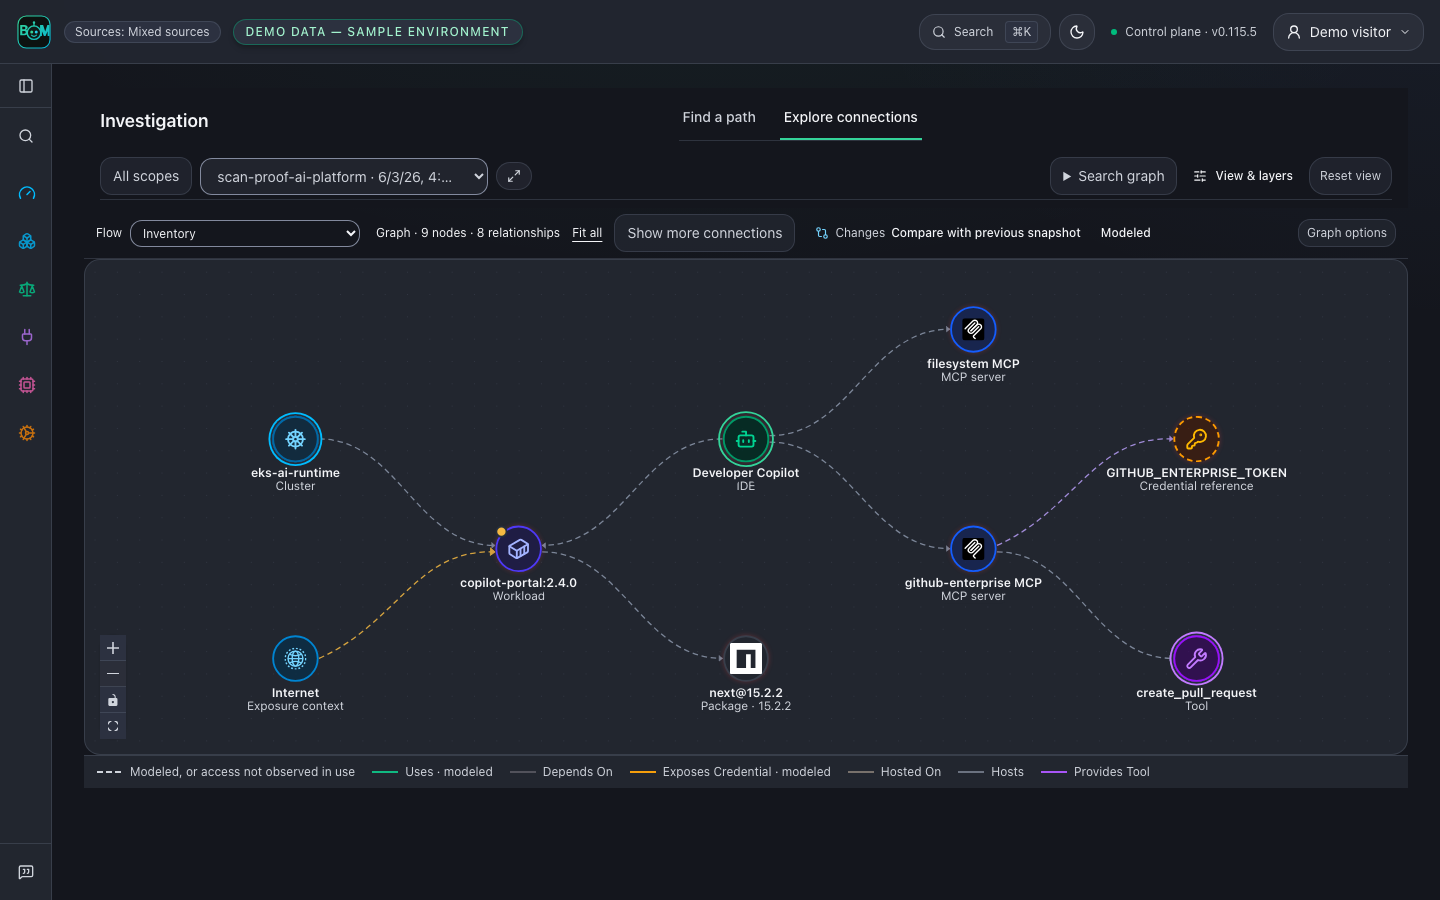 BOM
Sources: Mixed sources
DEMO DATA — SAMPLE ENVIRONMENT
Search ⌘K
Control plane · v0.115.5
Demo visitor
Investigation
Find a path
Explore connections
All scopes
scan-proof-ai-platform · 6/3/26, 4:...
Search graph
View & layers
Reset view
Flow
Inventory
Graph · 9 nodes · 8 relationships
Fit all
Show more connections
Changes Compare with previous snapshot
Modeled
Graph options
filesystem MCP
MCP server
eks-ai-runtime
Cluster
Developer Copilot
IDE
GITHUB_ENTERPRISE_TOKEN
Credential reference
copilot-portal:2.4.0
Workload
github-enterprise MCP
MCP server
Internet
Exposure context
next@15.2.2
Package · 15.2.2
create_pull_request
Tool
Modeled, or access not observed in use
Uses · modeled
Depends On
Exposes Credential · modeled
Hosted On
Hosts
Provides Tool